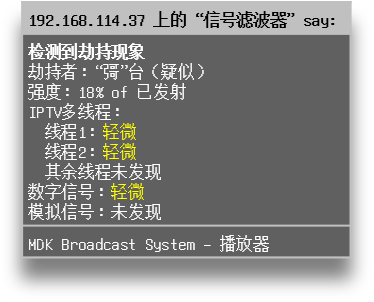 192.168.114.37 上的“信号滤波器”say:
检测到劫持现象
劫持者：“彁”台（疑似）
强度：18% of 已发射
IPTV多线程：
线程1：轻微
线程2：轻微
其余线程未发现
数字信号：轻微
模拟信号：未发现
MDK Broadcast System - 播放器